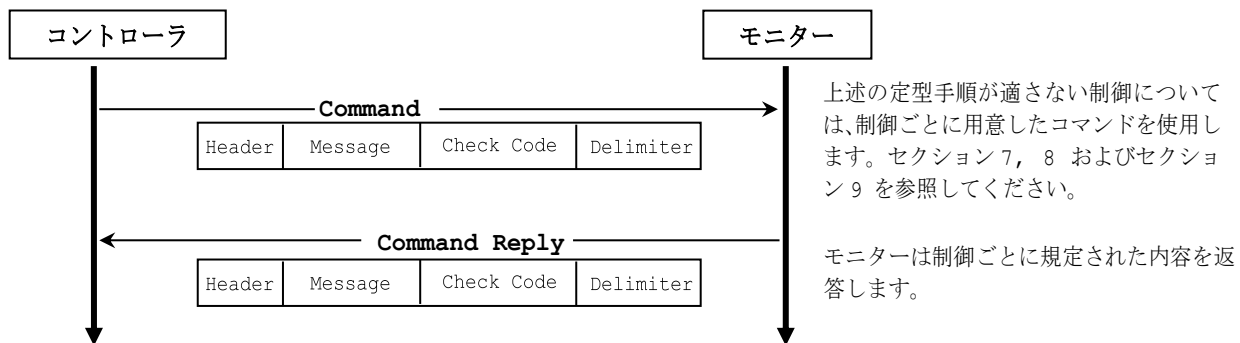 コントローラ
モニター
Command
Header Message Check Code Delimiter
上述の定型手順が適さない制御について
は､制御ごとに用意したコマンドを使用し
ます。セクション 7, 8 およびセクショ
ン 9 を参照してください。
Command Reply
Header Message Check Code Delimiter
モニターは制御ごとに規定された内容を返
答します。